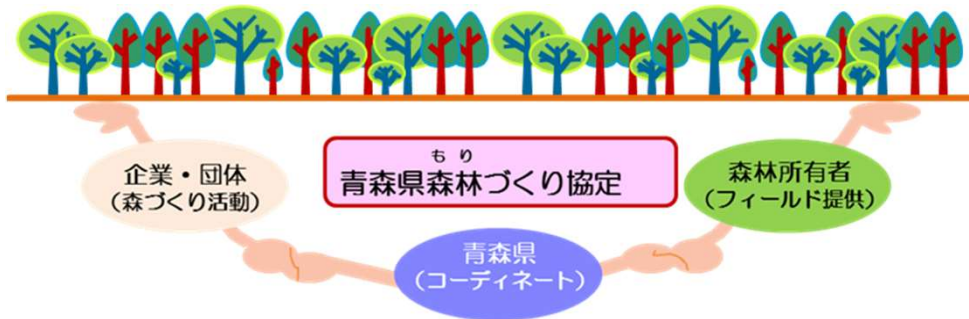 もり
青森県森林づくり協定
企業・団体
(森づくり活動)
森林所有者
(フィールド提供)
青森県
(コーディネート)